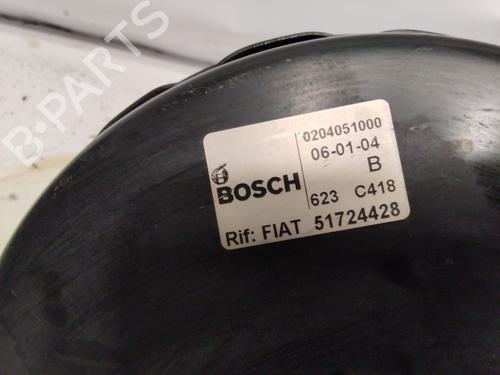 B-PARTS
0204051000
06-01-04
B
BOSCH
623 C418
Rif: FIAT 51724428